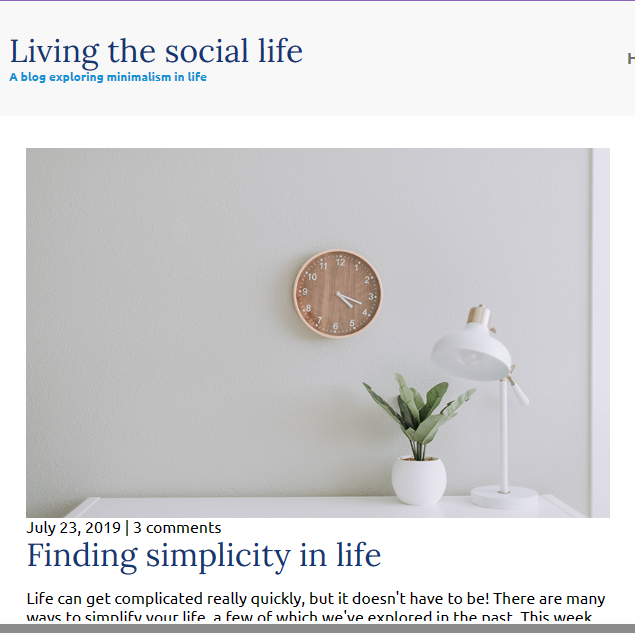 Living the social life
A blog exploring minimalism in life
H
12
11
1
10
2
9
3
8
4
7
5
6
July 23, 2019 | 3 comments
Finding simplicity in life
Life can get complicated really quickly, but it doesn't have to be! There are many
ways to simplify your life, a few of which we've explored in the past. This week